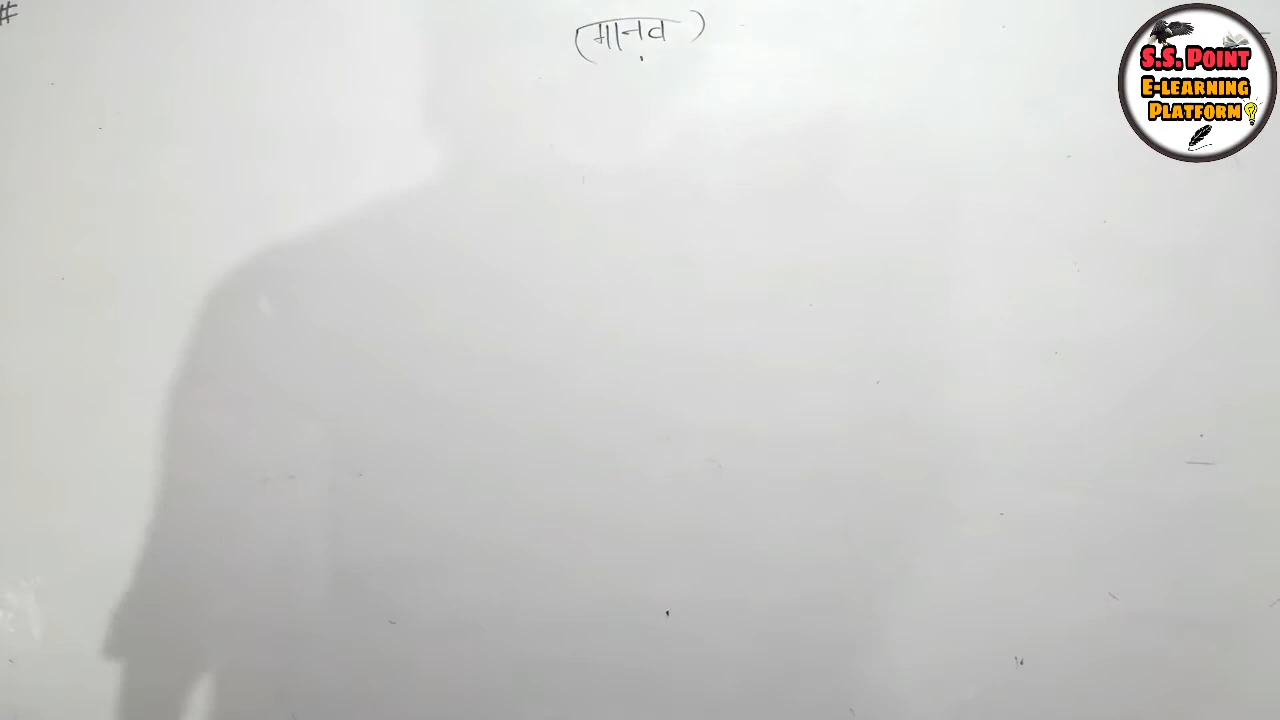 #
(मानव)
S.S. POINT
E-LEARNING
PLATFORM